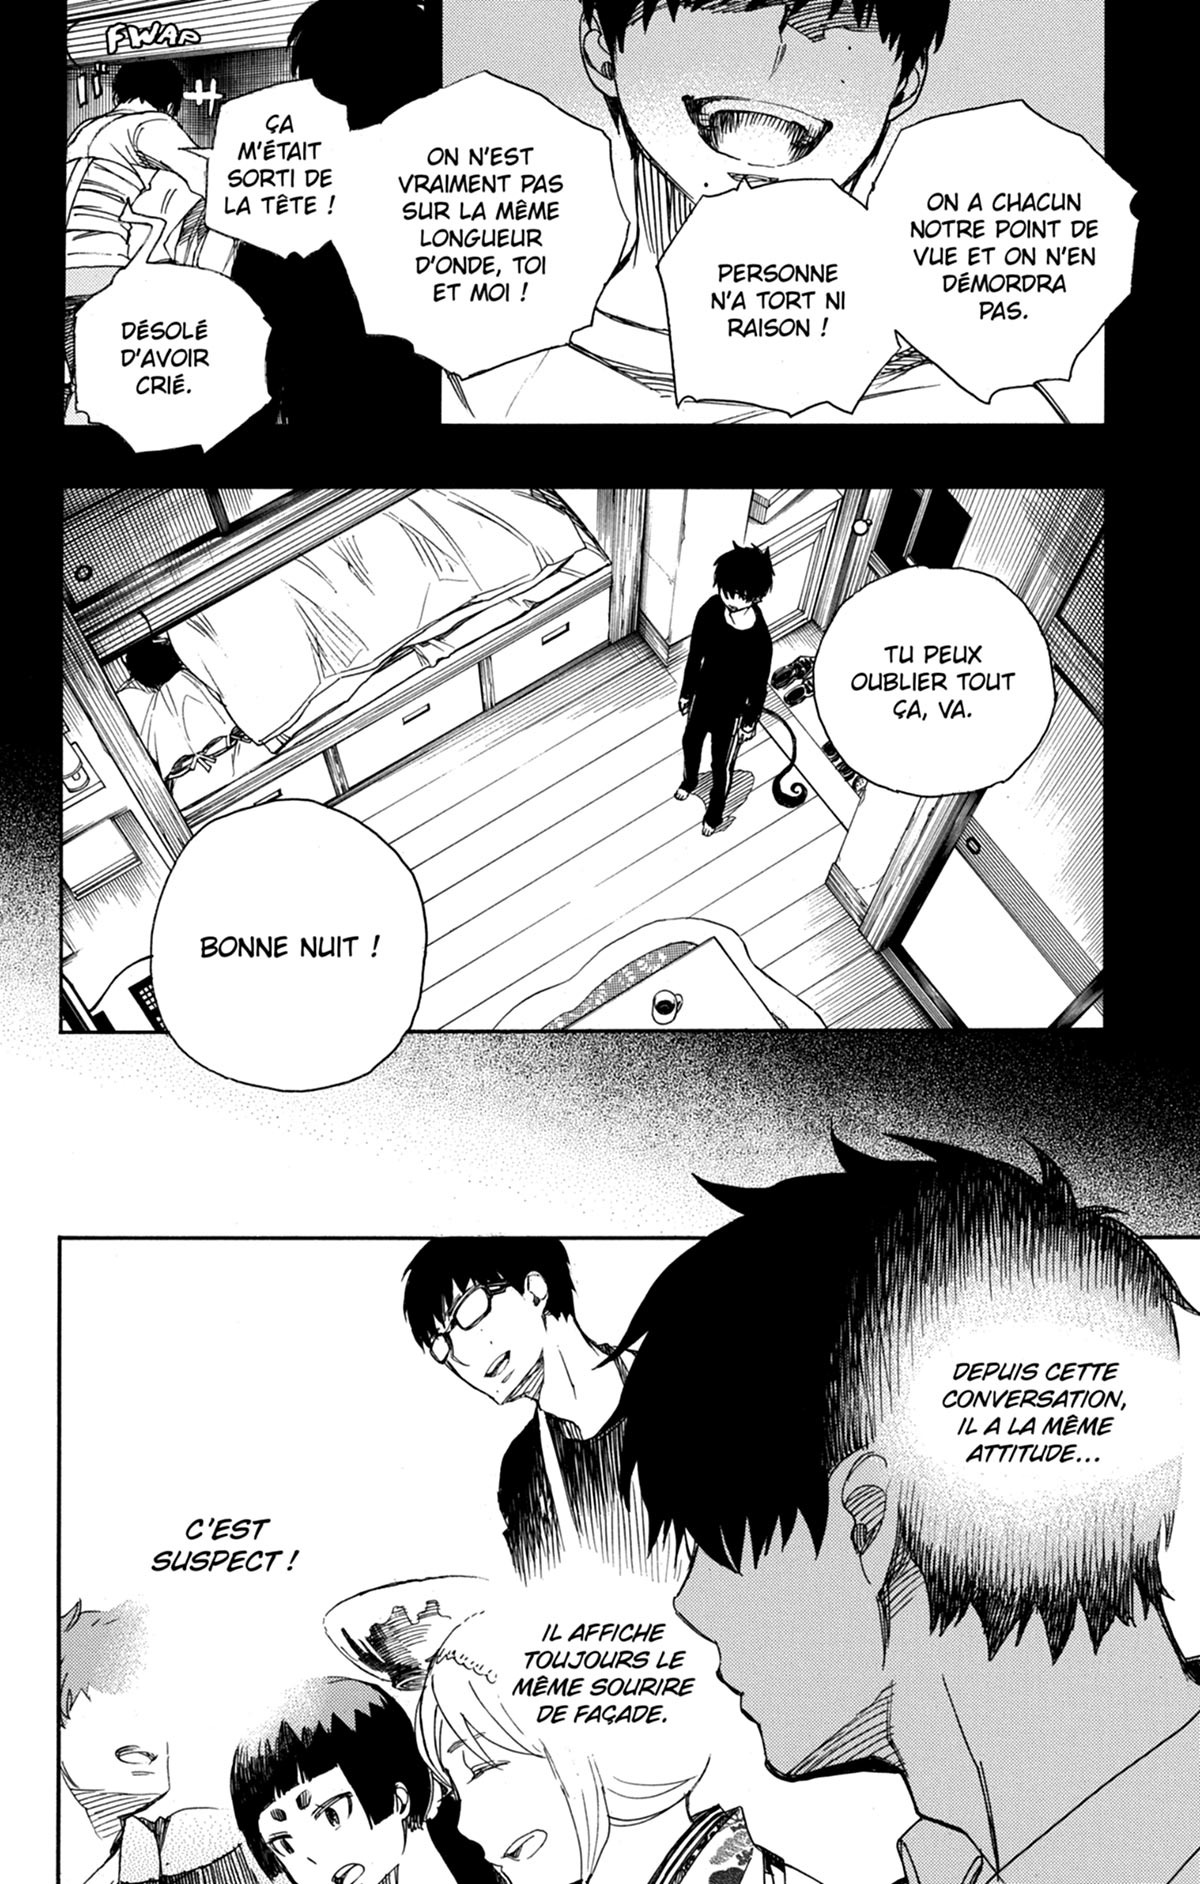 ON A CHACUN
NOTRE POINT DE
VUE ET ON N'EN
DÉMORDRA
PAS.
PERSONNE
N'A TORT NI
RAISON !
ON N'EST
VRAIMENT PAS
SUR LA MÊME
LONGUEUR
D'ONDE, TOI
ET MOI !
FWAP
ÇA
M'ÉTAIT
SORTI DE
LA TÊTE !
DÉSOLÉ
D'AVOIR
CRIÉ.
TU PEUX
OUBLIER TOUT
ÇA, VA.
BONNE NUIT !
DEPUIS CETTE
CONVERSATION,
IL A LA MÊME
ATTITUDE...
IL AFFICHE
TOUJOURS LE
MÊME SOURIRE
DE FAÇADE.
C'EST
SUSPECT !